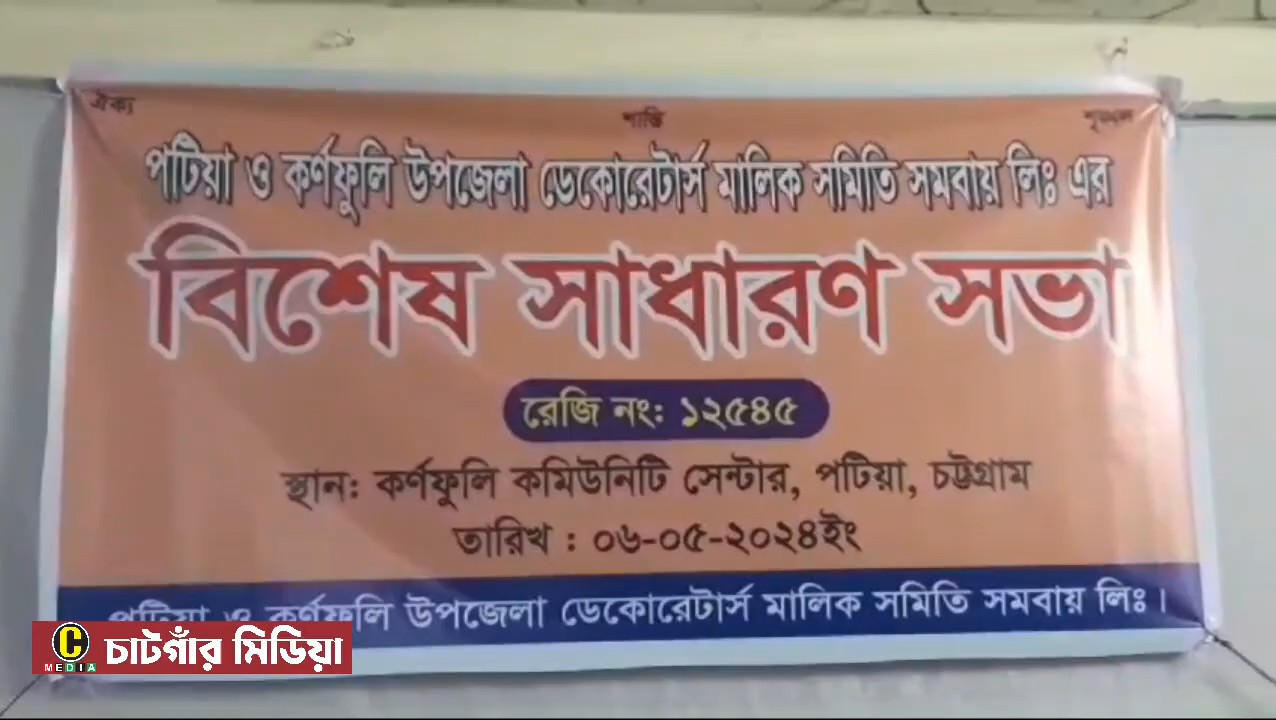 ঐক্য শান্তি শৃঙ্খলা
পটিয়া ও কর্ণফুলি উপজেলা ডেকোরেটার্স মালিক সমিতি সমবায় লিঃ এর
বিশেষ সাধারণ সভা
রেজি নং: ১২৫৪৫
স্থান: কর্ণফুলি কমিউনিটি সেন্টার, পটিয়া, চট্টগ্রাম
তারিখ : ০৬-০৫-২০২৪ইং
পটিয়া ও কর্ণফুলি উপজেলা ডেকোরেটার্স মালিক সমিতি সমবায় লিঃ।
C MEDIA চাটগাঁর মিডিয়া